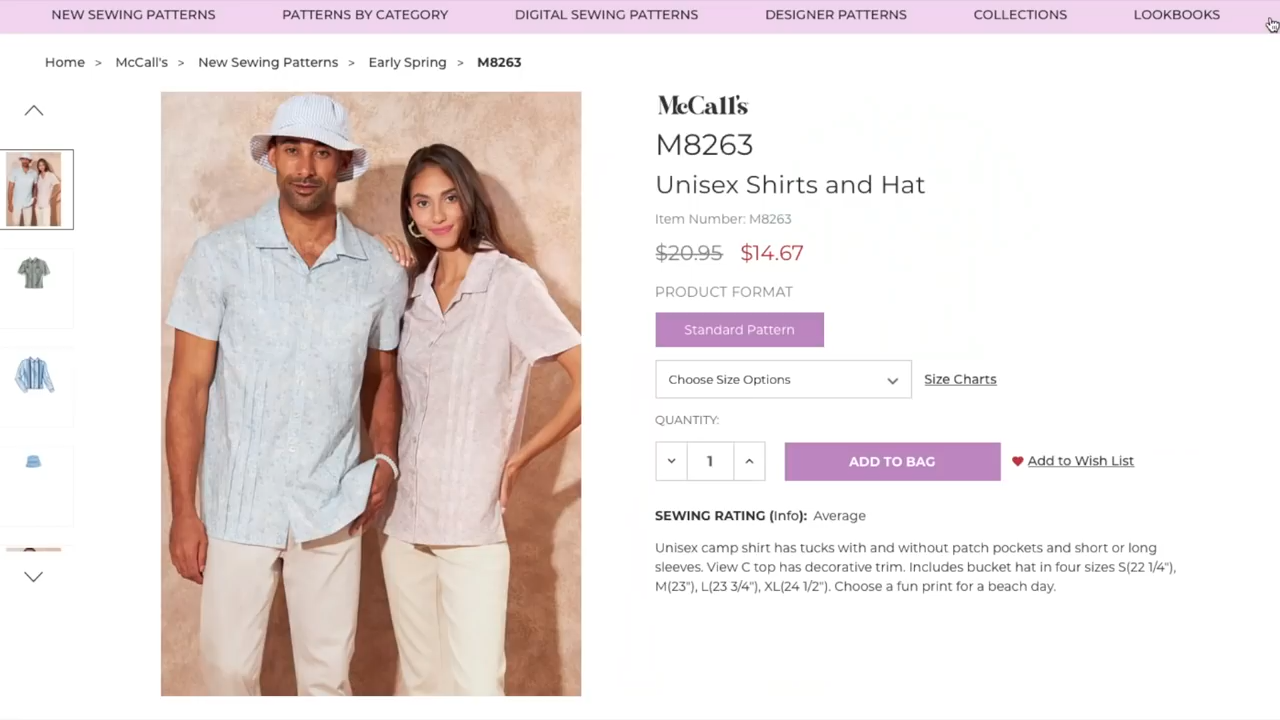 NEW SEWING PATTERNS PATTERNS BY CATEGORY DIGITAL SEWING PATTERNS DESIGNER PATTERNS COLLECTIONS LOOKBOOKS
Home > McCall's > New Sewing Patterns > Early Spring > M8263
McCall's
M8263
Unisex Shirts and Hat
Item Number: M8263
$20.95 $14.67
PRODUCT FORMAT
Standard Pattern
Choose Size Options Size Charts
QUANTITY:
1 ADD TO BAG Add to Wish List
SEWING RATING (Info): Average
Unisex camp shirt has tucks with and without patch pockets and short or long
sleeves. View C top has decorative trim. Includes bucket hat in four sizes S(22 1/4"),
M(23"), L(23 3/4"), XL(24 1/2"). Choose a fun print for a beach day.